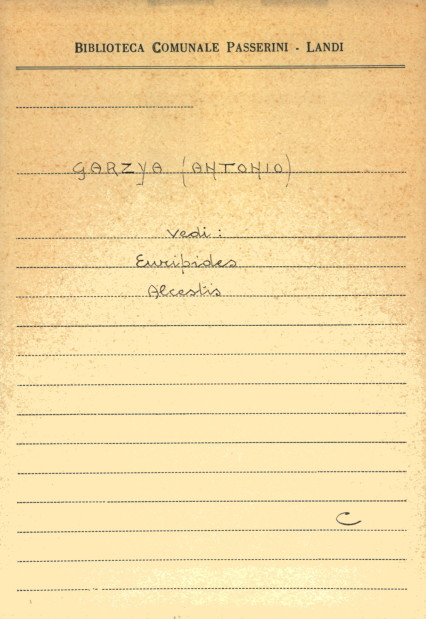 BIBLIOTECA COMUNALE PASSERINI - LANDI
GARZYA (ANTONIO)
Vedi:
Euripides
Alcestis
C